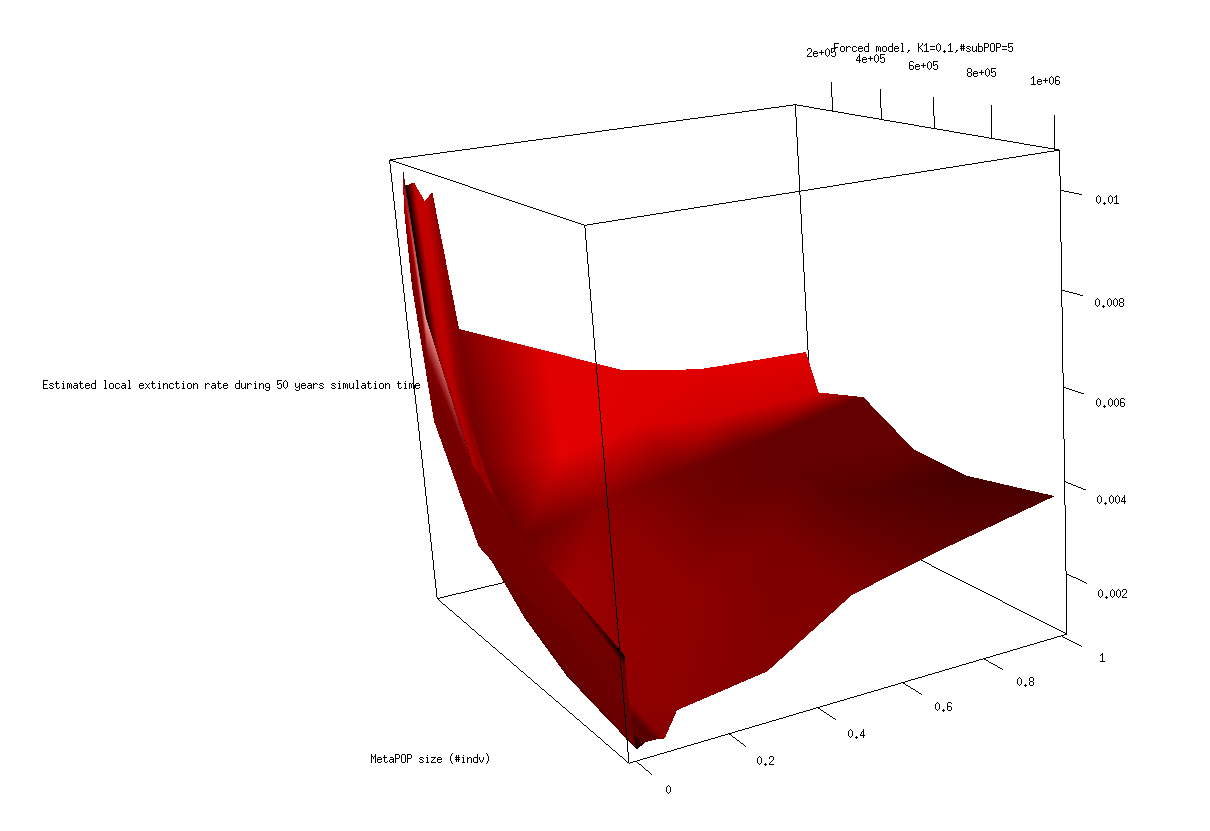 Forced model, K1=0.1,#subPOP=5
2e+05
4e+05
6e+05
8e+05
1e+06
0.01
0.008
0.006
0.004
0.002
Estimated local extinction rate during 50 years simulation time
MetaPOP size (#indv)
0
0.2
0.4
0.6
0.8
1